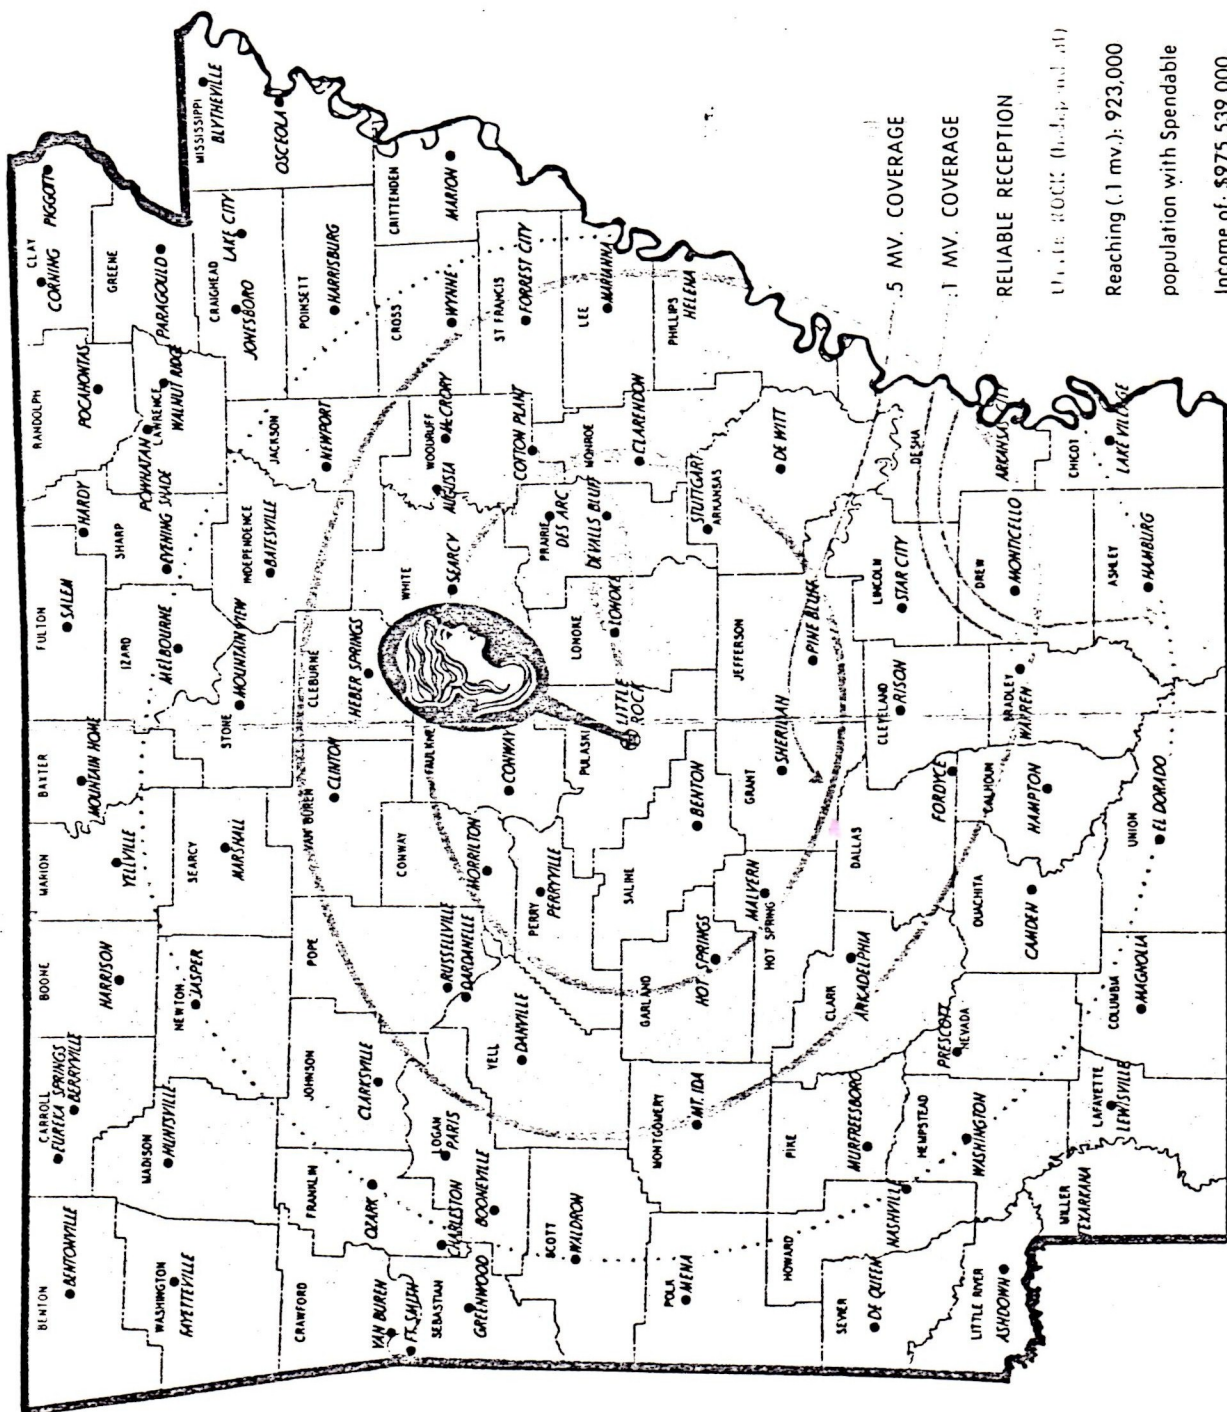 BENTON
BENTONVILLE
CARROLL
EUREKA SPRINGS
BERRYVILLE
BOONE
HARRISON
MARION
YELLVILLE
BAXTER
MOUNTAIN HOME
FULTON
SALEM
SHARP
HARDY
EVENING SHADE
RANDOLPH
POCAHONTAS
CLAY
CORNING
PIGGOTT
GREENE
PARAGOULD
WASHINGTON
FAYETTEVILLE
MADISON
HUNTSVILLE
NEWTON
JASPER
SEARCY
MARSHALL
IZARD
MELBOURNE
STONE
MOUNTAIN VIEW
INDEPENDENCE
BATESVILLE
POWHATAN
LAWRENCE
WALNUT RIDGE
CRAIGHEAD
JONESBORO
LAKE CITY
MISSISSIPPI
BLYTHEVILLE
OSCEOLA
CRAWFORD
VAN BUREN
FRANKLIN
OZARK
CHARLESTON
JOHNSON
CLARKSVILLE
POPE
RUSSELLVILLE
DARDANELLE
VAN BUREN
CLINTON
CLEBURNE
HEBER SPRINGS
JACKSON
NEWPORT
POINSETT
HARRISBURG
FT. SMITH
SEBASTIAN
GREENWOOD
LOGAN
PARIS
BOONEVILLE
YELL
DANVILLE
CONWAY
MORRILTON
FAULKNER
CONWAY
WHITE
SEARCY
WOODRUFF
AUGUSTA
McCRORY
COTTON PLANT
CROSS
WYNNE
CRITTENDEN
MARION
SCOTT
WALDRON
PERRY
PERRYVILLE
PULASKI
LITTLE
ROCK
LONOKE
LONOKE
PRAIRIE
DES ARC
DEVALLS BLUFF
MONROE
CLARENDON
ST FRANCIS
FORREST CITY
LEE
MARIANNA
POLK
MENA
MONTGOMERY
MT. IDA
GARLAND
HOT SPRINGS
SALINE
BENTON
HOT SPRING
MALVERN
GRANT
SHERIDAN
JEFFERSON
PINE BLUFF
STUTTGART
ARKANSAS
DE WITT
PHILLIPS
HELENA
HOWARD
NASHVILLE
PIKE
MURFREESBORO
CLARK
ARKADELPHIA
DALLAS
FORDYCE
CLEVELAND
RISON
LINCOLN
STAR CITY
DESHA
ARKANSAS CITY
SEVIER
DE QUEEN
HEMPSTEAD
WASHINGTON
PRESCOTT
NEVADA
OUACHITA
CAMDEN
CALHOUN
HAMPTON
BRADLEY
WARREN
DREW
MONTICELLO
LITTLE RIVER
ASHDOWN
MILLER
TEXARKANA
LAFAYETTE
LEWISVILLE
COLUMBIA
MAGNOLIA
UNION
EL DORADO
ASHLEY
HAMBURG
CHICOT
LAKE VILLAGE
.5 MV. COVERAGE
.1 MV. COVERAGE
RELIABLE RECEPTION
ROCK
Reaching (.1 mv.): 923,000
population with Spendable
Income of: $975,539,000